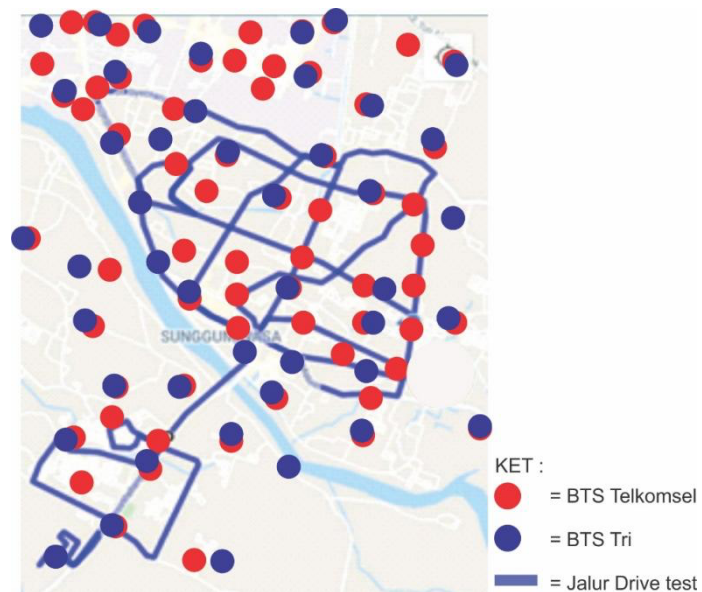 SUNGGUMINASA
KET :
= BTS Telkomsel
= BTS Tri
= Jalur Drive test